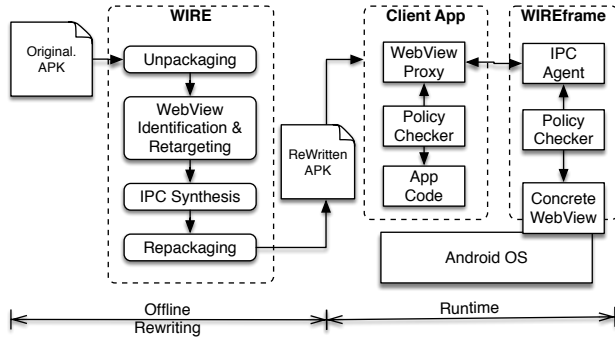 WIRE
Client App
WIREframe
Original.
APK
Unpackaging
WebView
Identification &
Retargeting
IPC Synthesis
Repackaging
ReWritten
APK
WebView
Proxy
Policy
Checker
App
Code
IPC
Agent
Policy
Checker
Concrete
WebView
Android OS
Offline
Rewriting
Runtime